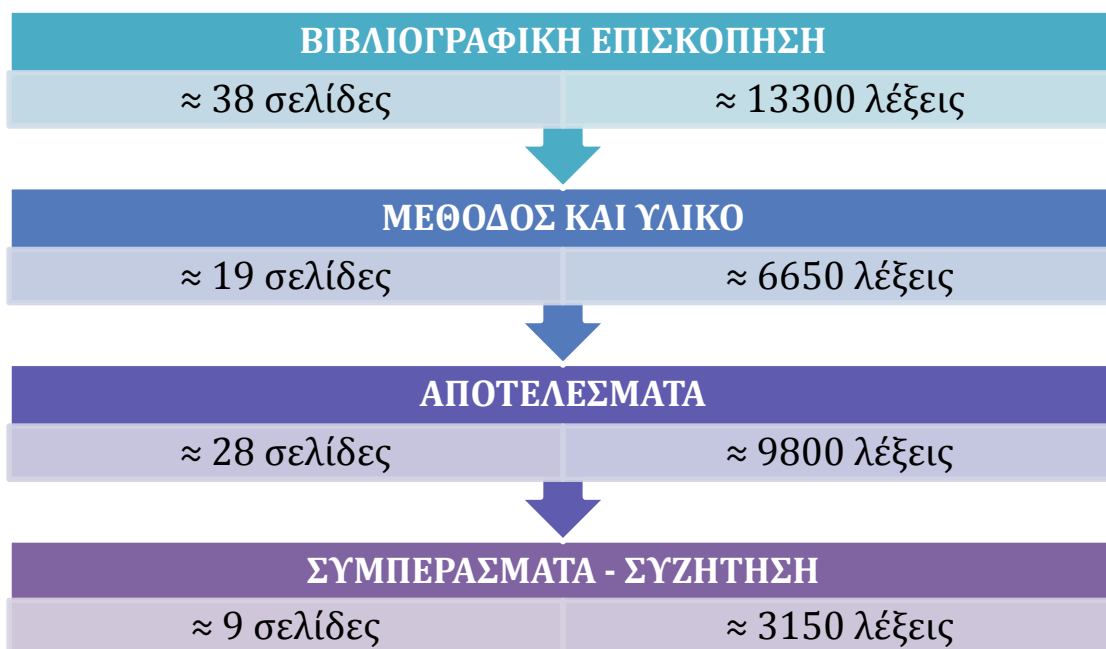 ΒΙΒΛΙΟΓΡΑΦΙΚΗ ΕΠΙΣΚΟΠΗΣΗ
≈ 38 σελίδες ≈ 13300 λέξεις
ΜΕΘΟΔΟΣ ΚΑΙ ΥΛΙΚΟ
≈ 19 σελίδες ≈ 6650 λέξεις
ΑΠΟΤΕΛΕΣΜΑΤΑ
≈ 28 σελίδες ≈ 9800 λέξεις
ΣΥΜΠΕΡΑΣΜΑΤΑ - ΣΥΖΗΤΗΣΗ
≈ 9 σελίδες ≈ 3150 λέξεις